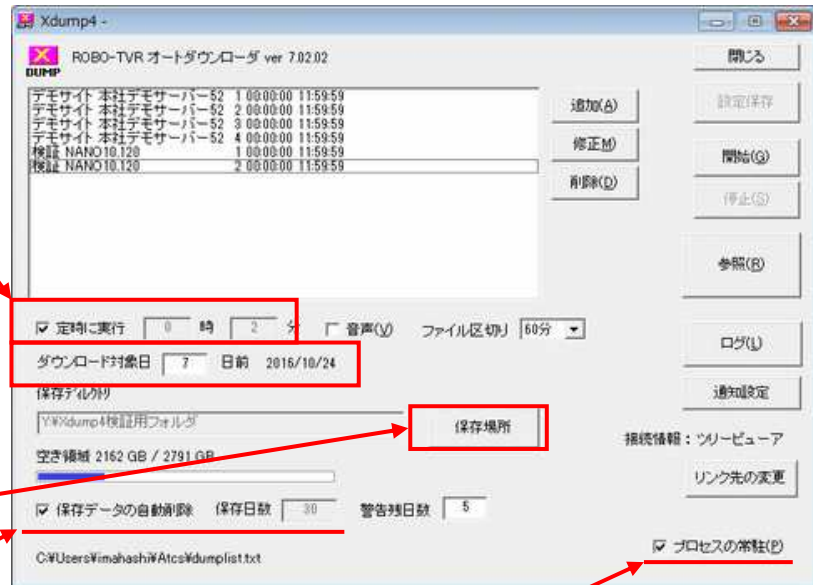 Xdump4 -
X
DUMP
ROBO-TVR オートダウンローダ ver 7.02.02
閉じる
デモサイト 本社デモサーバー52 1 00:00:00 11:59:59
デモサイト 本社デモサーバー52 2 00:00:00 11:59:59
デモサイト 本社デモサーバー52 3 00:00:00 11:59:59
デモサイト 本社デモサーバー52 4 00:00:00 11:59:59
検証 NANO10.120 1 00:00:00 11:59:59
検証 NANO10.120 2 00:00:00 11:59:59
追加(A)
修正M)
削除(D)
設定保存
開始(G)
停止(S)
参照(R)
定時に実行 0 時 2 分 音声(V) ファイル区切り 60分
ログ(L)
ダウンロード対象日 7 日前 2016/10/24
保存ディレクトリ
通知設定
Y:¥Xdump4検証用フォルダ
保存場所
接続情報:ツリービューア
空き領域 2162 GB / 2791 GB
リンク先の変更
保存データの自動削除 保存日数 30 警告残日数 5
プロセスの常駐(P)
C:¥Users¥imahashi¥Atcs¥dumplist.txt